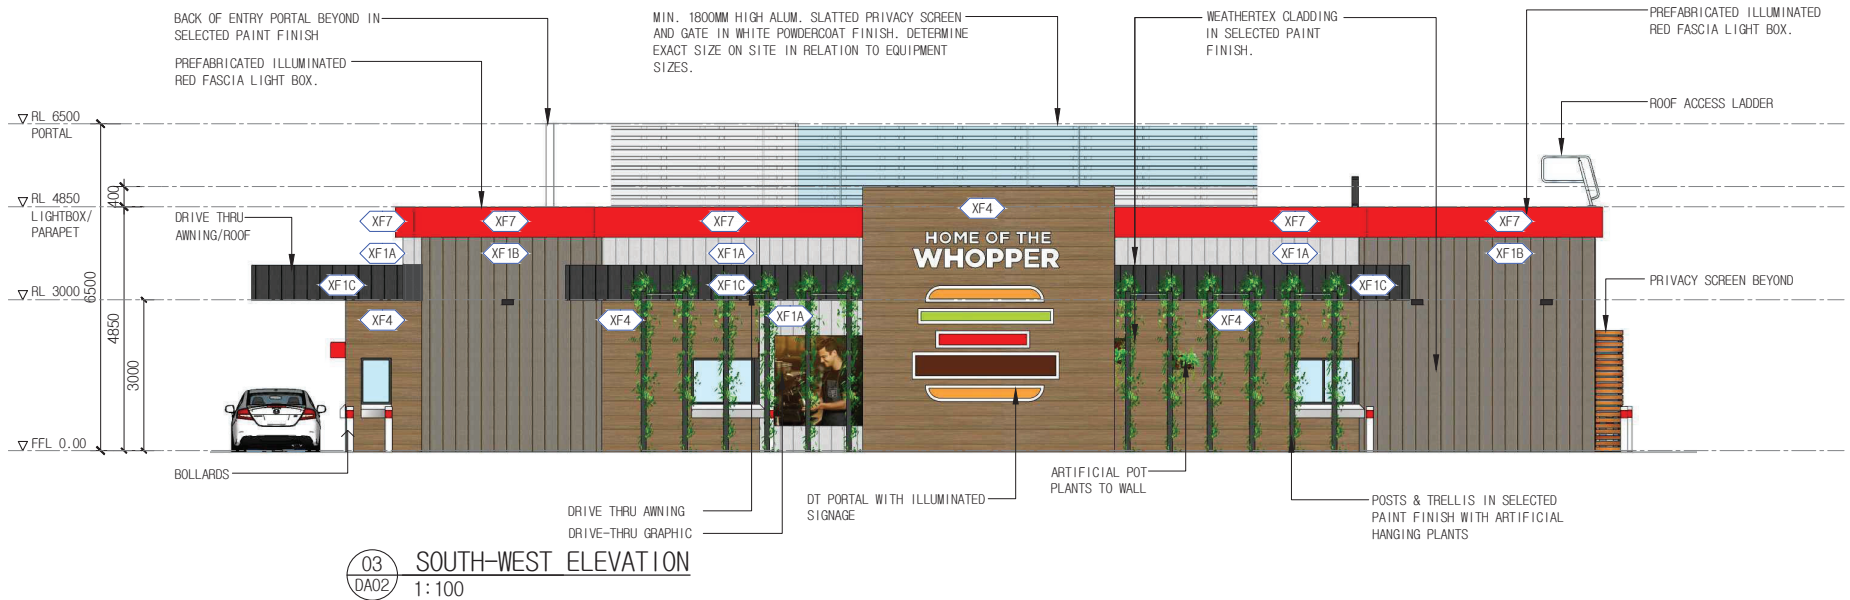 BACK OF ENTRY PORTAL BEYOND IN
SELECTED PAINT FINISH
PREFABRICATED ILLUMINATED
RED FASCIA LIGHT BOX.
MIN. 1800MM HIGH ALUM. SLATTED PRIVACY SCREEN
AND GATE IN WHITE POWDERCOAT FINISH. DETERMINE
EXACT SIZE ON SITE IN RELATION TO EQUIPMENT
SIZES.
WEATHERTEX CLADDING
IN SELECTED PAINT
FINISH.
PREFABRICATED ILLUMINATED
RED FASCIA LIGHT BOX.
ROOF ACCESS LADDER
RL 6500
PORTAL
RL 4850
LIGHTBOX/
PARAPET
DRIVE THRU
AWNING/ROOF
RL 3000
FFL 0.00
400
6500
4850
3000
XF7
XF7
XF7
XF4
XF7
XF7
XF1A
XF1B
XF1A
XF1A
XF1B
HOME OF THE
WHOPPER
XF1C
XF1C
XF1C
XF4
XF4
XF1A
XF4
PRIVACY SCREEN BEYOND
BOLLARDS
DRIVE THRU AWNING
DRIVE-THRU GRAPHIC
DT PORTAL WITH ILLUMINATED
SIGNAGE
ARTIFICIAL POT
PLANTS TO WALL
POSTS & TRELLIS IN SELECTED
PAINT FINISH WITH ARTIFICIAL
HANGING PLANTS
03
DA02
SOUTH-WEST ELEVATION
1:100